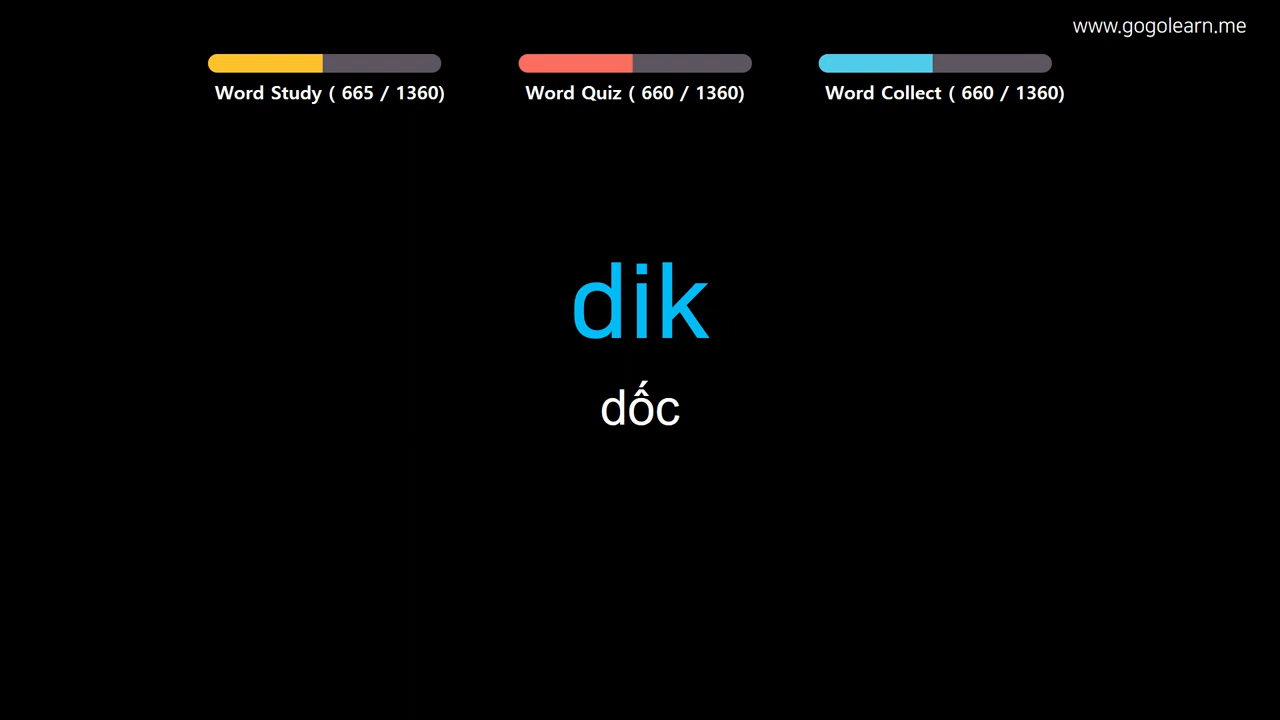 www.gogolearn.me
Word Study ( 665 / 1360)
Word Quiz ( 660 / 1360)
Word Collect ( 660 / 1360)
dik
dốc